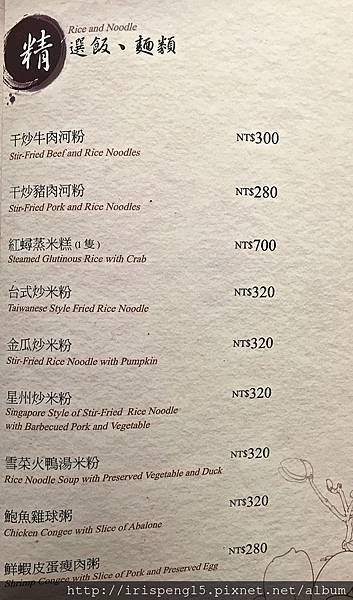 Rice and Noodle
精選飯、麵類
干炒牛肉河粉 NT$300
Stir-Fried Beef and Rice Noodles
干炒豬肉河粉 NT$280
Stir-Fried Pork and Rice Noodles
紅蟳蒸米糕(1隻) NT$700
Steamed Glutinous Rice with Crab
台式炒米粉 NT$320
Taiwanese Style Fried Rice Noodle
金瓜炒米粉 NT$320
Stir-Fried Rice Noodle with Pumpkin
星州炒米粉 NT$320
Singapore Style of Stir-Fried Rice Noodle
with Barbecued Pork and Vegetable
雪菜火鴨湯米粉 NT$320
Rice Noodle Soup with Preserved Vegetable and Duck
鮑魚雞球粥 NT$320
Chicken Congee with Slice of Abalone
鮮蝦皮蛋瘦肉粥 NT$280
Shrimp Congee with Slice of Pork and Preserved Egg
http://irispeng15.pixnet.net/album